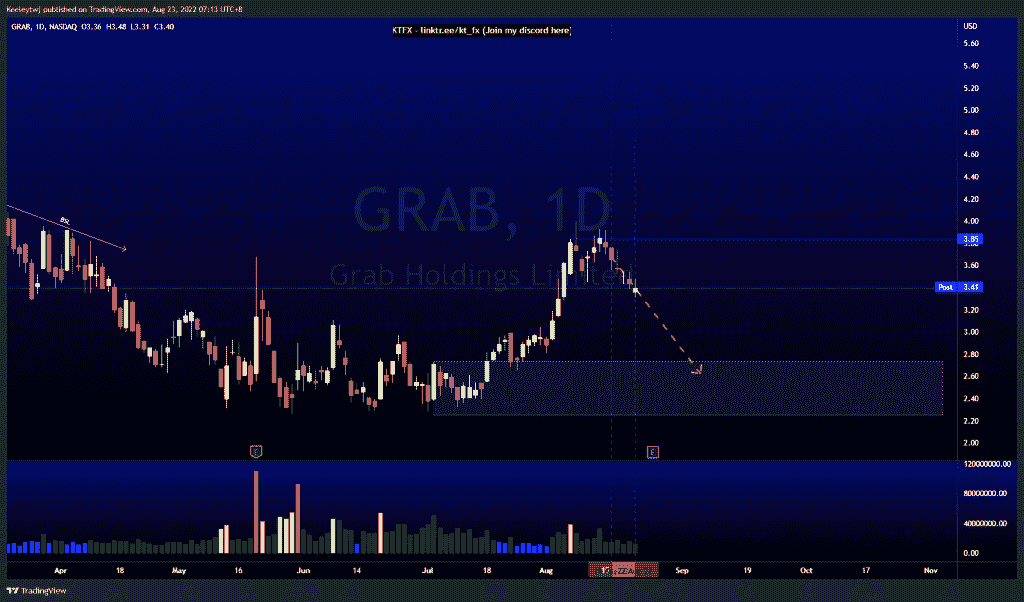 Keeleytwj published on TradingView.com, Aug 23, 2022 07:13 UTC+8
GRAB, 1D, NASDAQ O3.36 H3.48 L3.31 C3.40
KTFX - linktr.ee/kt_fx (Join my discord here)
USD
5.60
5.40
5.20
5.00
4.80
4.60
4.40
4.20
4.00
3.85
3.60
Post 3.41
3.20
3.00
2.80
2.60
2.40
2.20
2.00
GRAB, 1D
Grab Holdings Limited
E
E
12000000.00
80000000.00
40000000.00
0.00
Apr 18 May 16 Jun 14 Jul 18 Aug Sep 19 Oct 17 Nov
TradingView